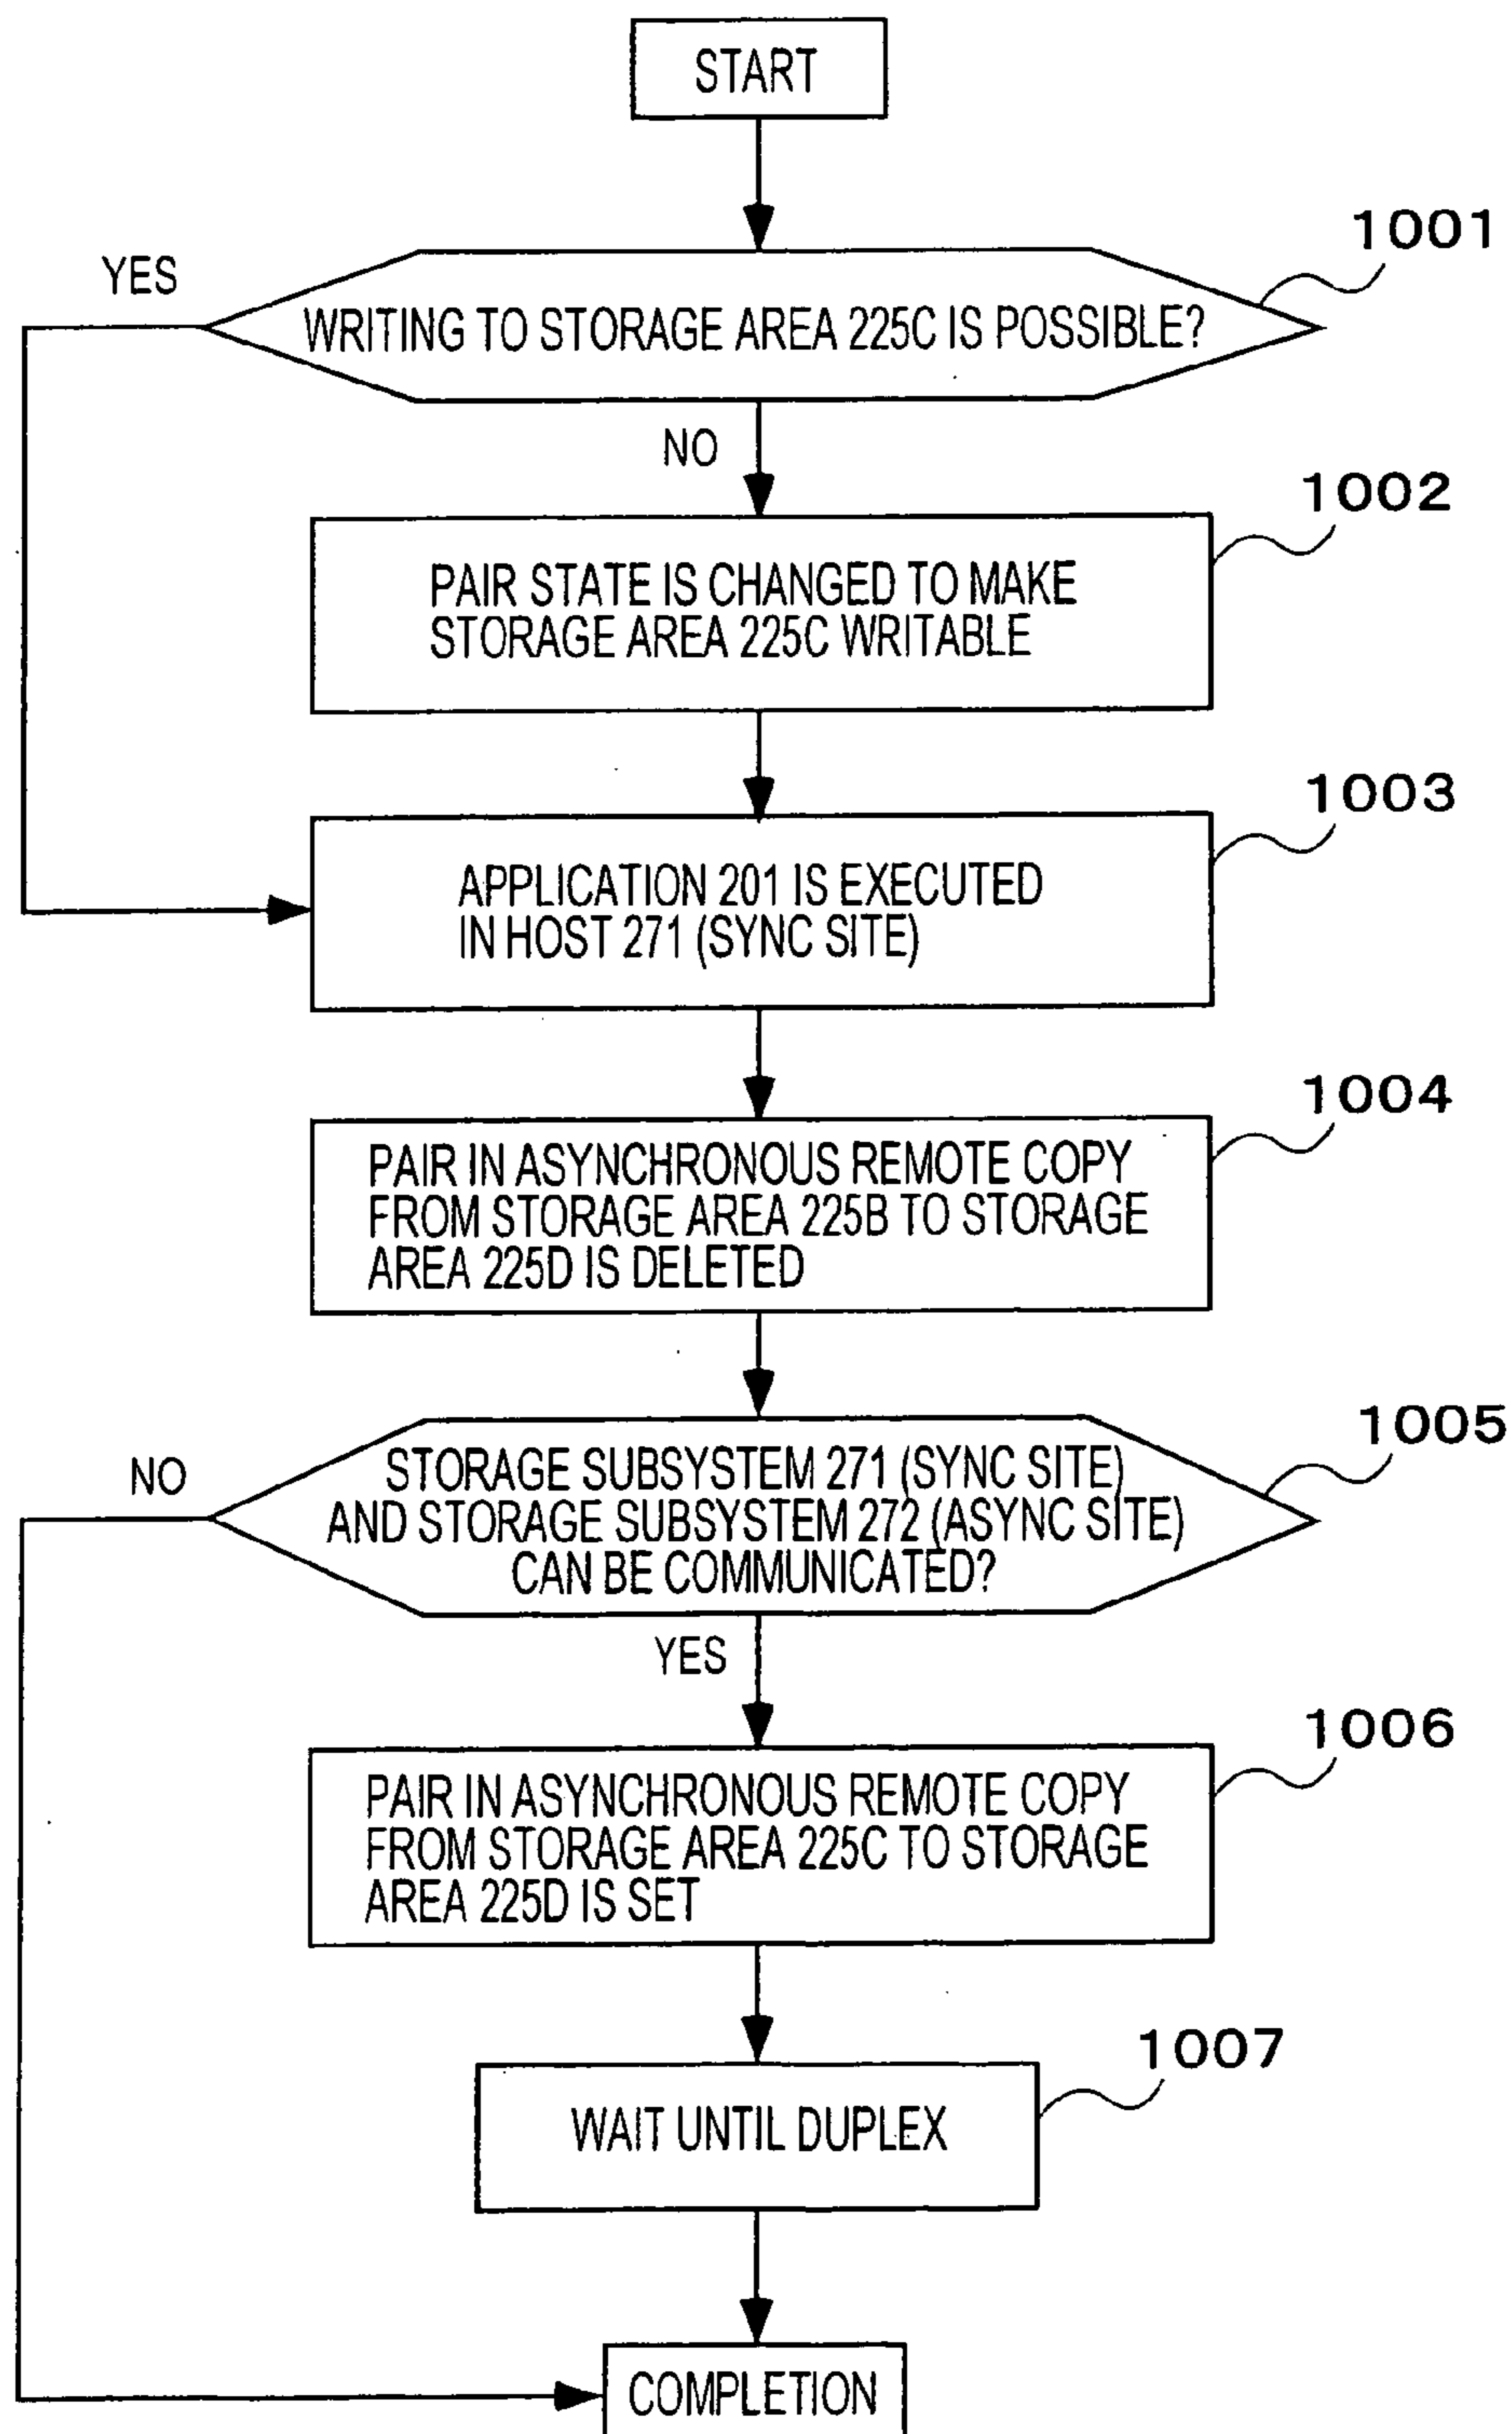 START
1001
YES
WRITING TO STORAGE AREA 225C IS POSSIBLE?
NO
1002
PAIR STATE IS CHANGED TO MAKE
STORAGE AREA 225C WRITABLE
1003
APPLICATION 201 IS EXECUTED
IN HOST 271 (SYNC SITE)
1004
PAIR IN ASYNCHRONOUS REMOTE COPY
FROM STORAGE AREA 225B TO STORAGE
AREA 225D IS DELETED
1005
NO
STORAGE SUBSYSTEM 271 (SYNC SITE)
AND STORAGE SUBSYSTEM 272 (ASYNC SITE)
CAN BE COMMUNICATED?
YES
1006
PAIR IN ASYNCHRONOUS REMOTE COPY
FROM STORAGE AREA 225C TO STORAGE
AREA 225D IS SET
1007
WAIT UNTIL DUPLEX
COMPLETION